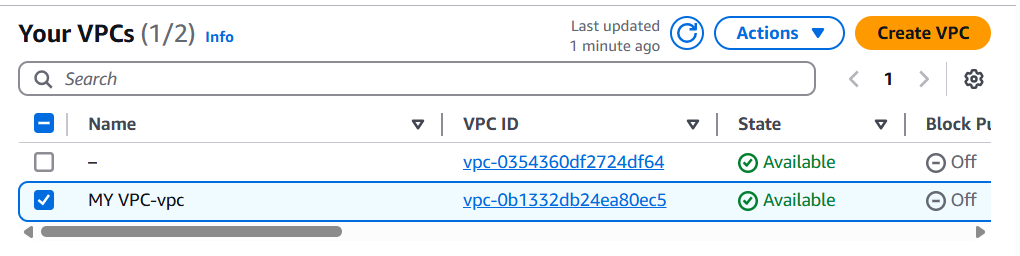 Your VPCs (1/2) Info
Last updated
1 minute ago
Actions
Create VPC
Search
1
Name VPC ID State Block Pu
– vpc-0354360df2724df64 Available Off
MY VPC-vpc vpc-0b1332db24ea80ec5 Available Off